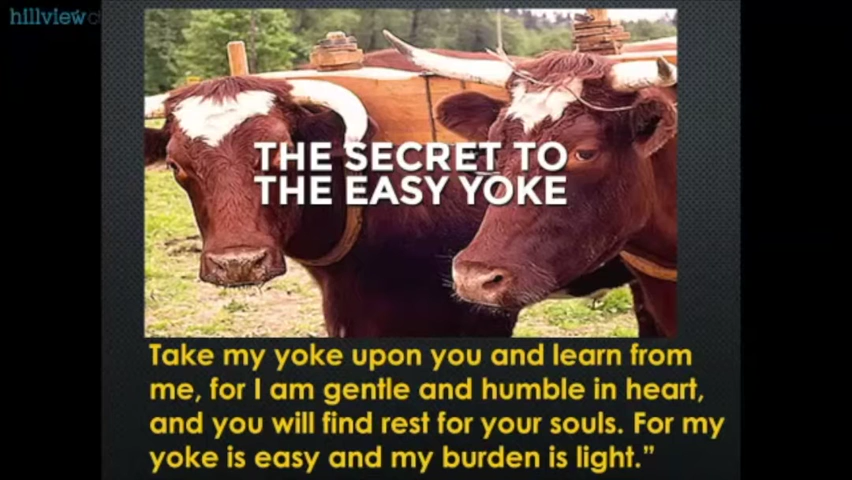 hillview
THE SECRET TO
THE EASY YOKE
Take my yoke upon you and learn from
me, for I am gentle and humble in heart,
and you will find rest for your souls. For my
yoke is easy and my burden is light.”